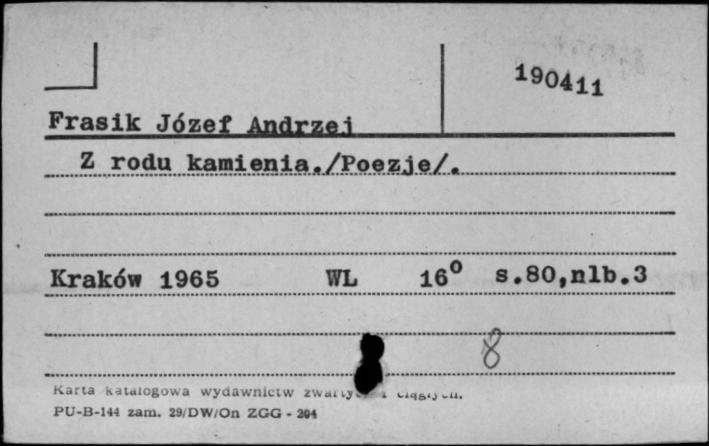 190411
Frasik Józef Andrzej
Z rodu kamienia./Poezje/.
Kraków 1965 WL 16° s.80,nlb.3
8
Karta katalogowa wydawnictw
PU-B-144 zam. 29/DW/On ZGG - 204